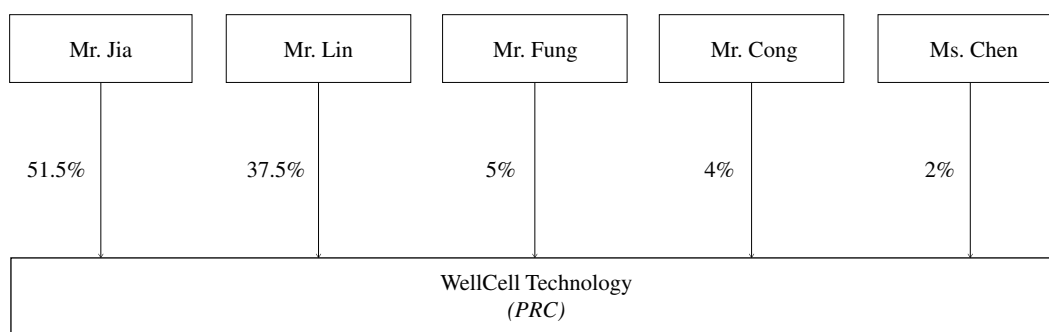 Mr. Jia
Mr. Lin
Mr. Fung
Mr. Cong
Ms. Chen
51.5%
37.5%
5%
4%
2%
WellCell Technology
(PRC)